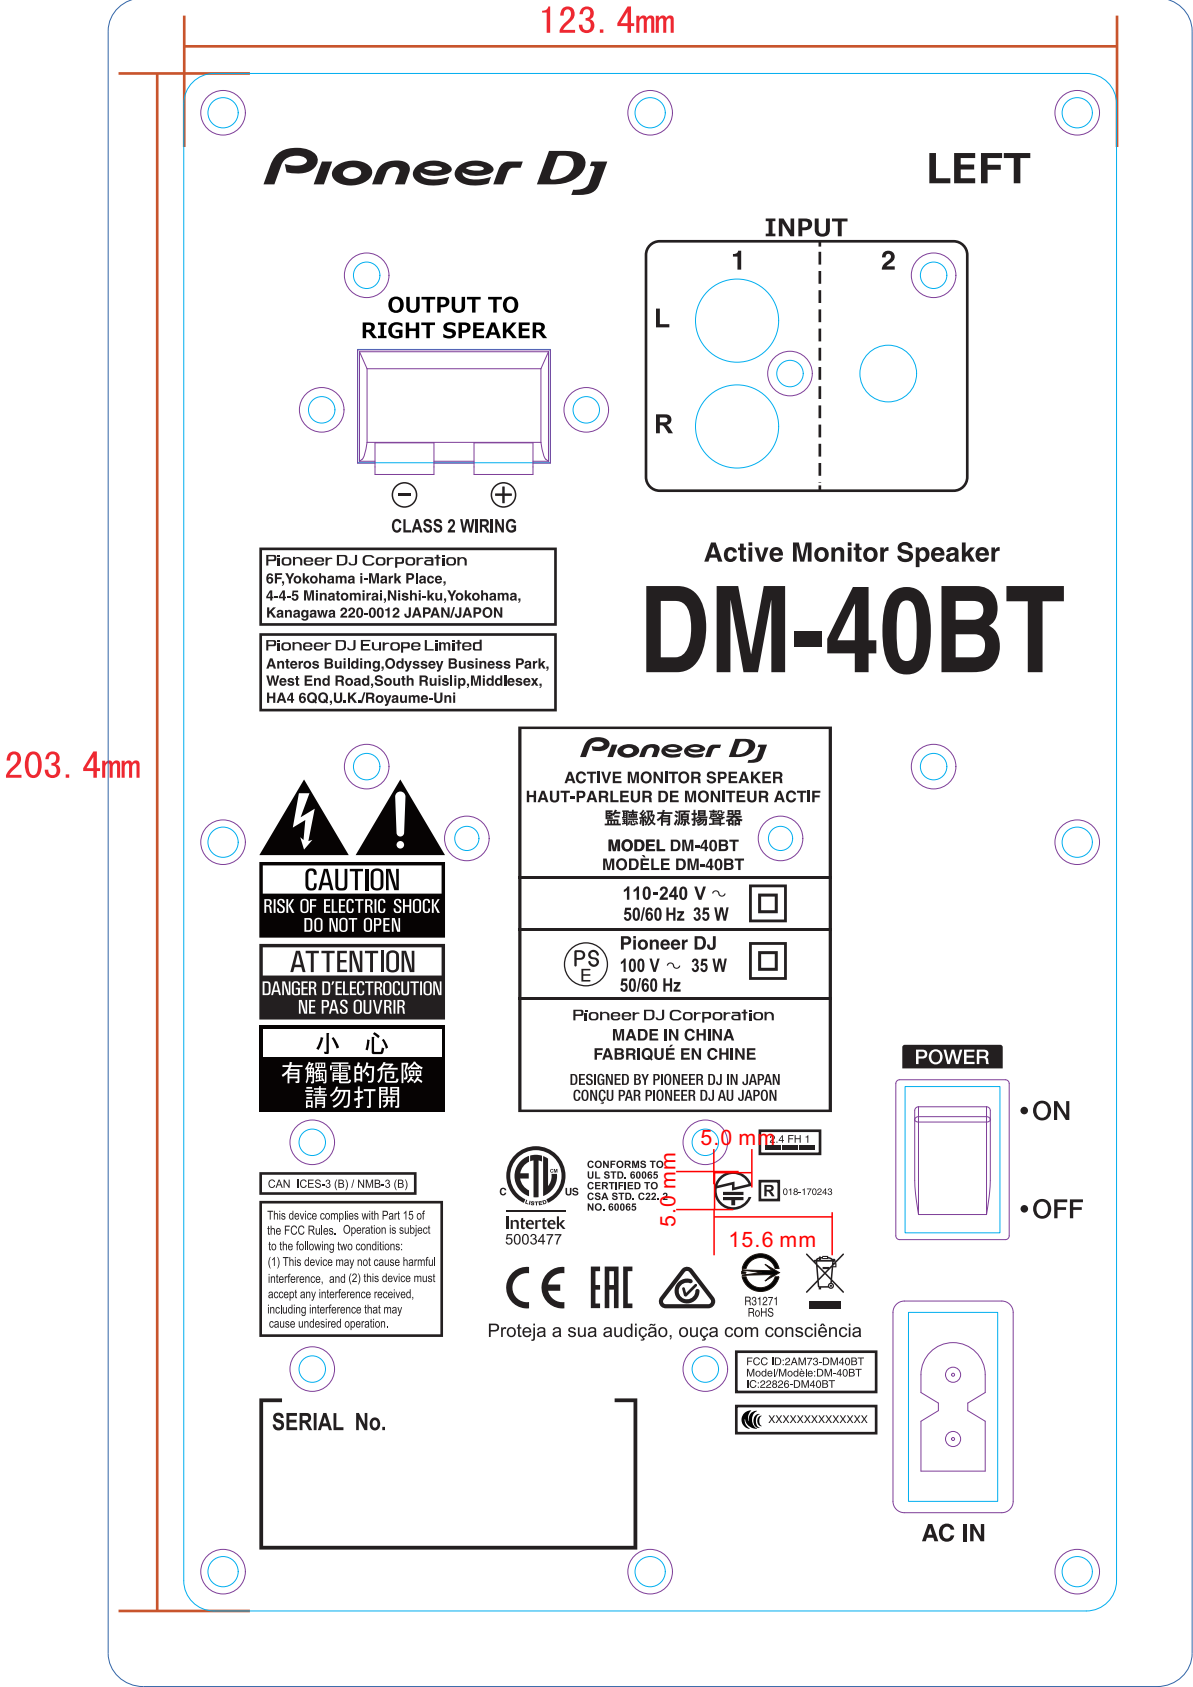 123.4mm
203.4mm
Pioneer DJ
LEFT
INPUT
1
2
L
R
OUTPUT TO
RIGHT SPEAKER
CLASS 2 WIRING
Pioneer DJ Corporation
6F,Yokohama i-Mark Place,
4-4-5 Minatomirai,Nishi-ku,Yokohama,
Kanagawa 220-0012 JAPAN/JAPON
Pioneer DJ Europe Limited
Anteros Building,Odyssey Business Park,
West End Road,South Ruislip,Middlesex,
HA4 6QQ,U.K./Royaume-Uni
Active Monitor Speaker
DM-40BT
CAUTION
RISK OF ELECTRIC SHOCK
DO NOT OPEN
ATTENTION
DANGER D'ELECTROCUTION
NE PAS OUVRIR
小 心
有觸電的危險
請勿打開
Pioneer DJ
ACTIVE MONITOR SPEAKER
HAUT-PARLEUR DE MONITEUR ACTIF
監聽級有源揚聲器
MODEL DM-40BT
MODÈLE DM-40BT
110-240 V ~
50/60 Hz 35 W
PS
E
Pioneer DJ
100 V ~ 35 W
50/60 Hz
Pioneer DJ Corporation
MADE IN CHINA
FABRIQUÉ EN CHINE
DESIGNED BY PIONEER DJ IN JAPAN
CONÇU PAR PIONEER DJ AU JAPON
POWER
•ON
•OFF
CAN ICES-3 (B) / NMB-3 (B)
This device complies with Part 15 of
the FCC Rules. Operation is subject
to the following two conditions:
(1) This device may not cause harmful
interference, and (2) this device must
accept any interference received,
including interference that may
cause undesired operation.
ETL
CM
LISTED
C
US
Intertek
5003477
CONFORMS TO
UL STD. 60065
CERTIFIED TO
CSA STD. C22.2
NO. 60065
5.0 mm
2.4 FH 1
5.0 mm
R 018-170243
15.6 mm
CE
EAC
R31271
RoHS
Proteja a sua audição, ouça com consciência
FCC ID:2AM73-DM40BT
Model/Modèle:DM-40BT
IC:22826-DM40BT
XXXXXXXXXXXXXX
SERIAL No.
AC IN